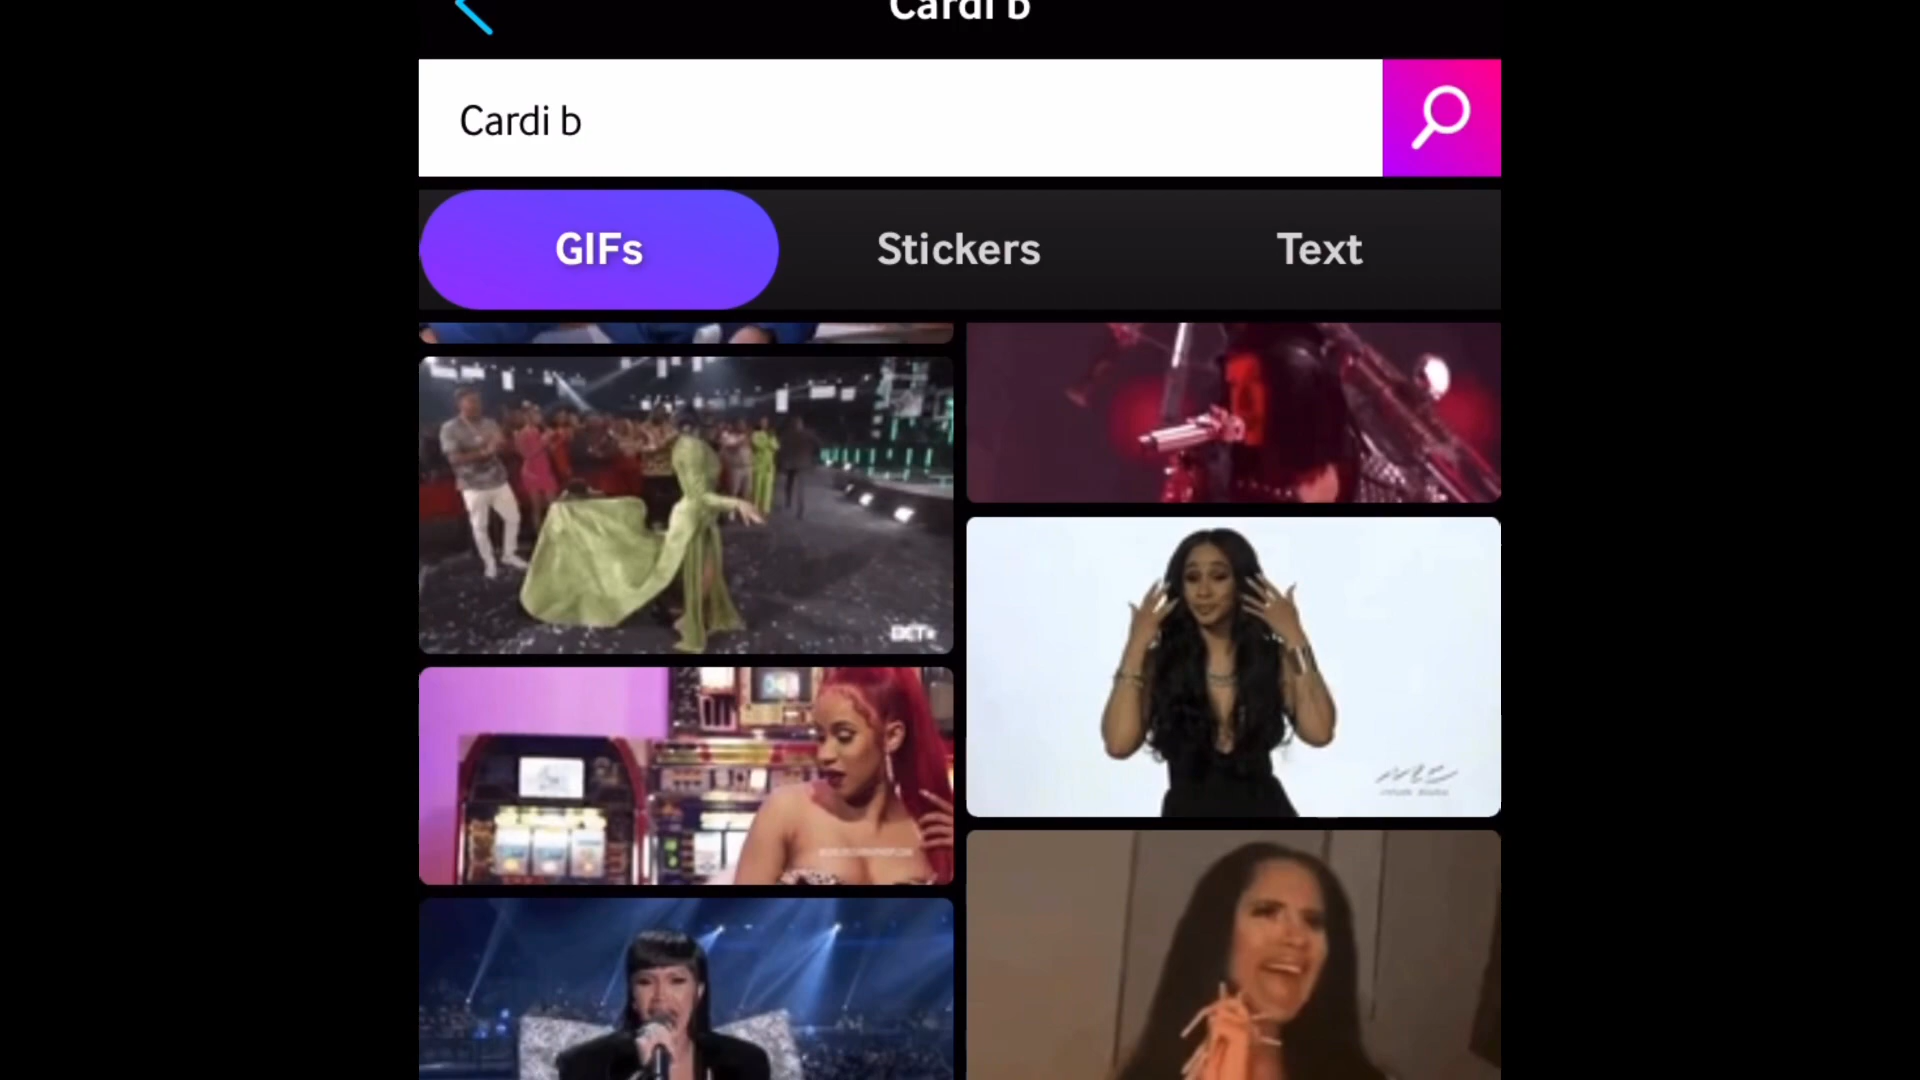 Cardi b
Cardi b
GIFs
Stickers
Text
BET